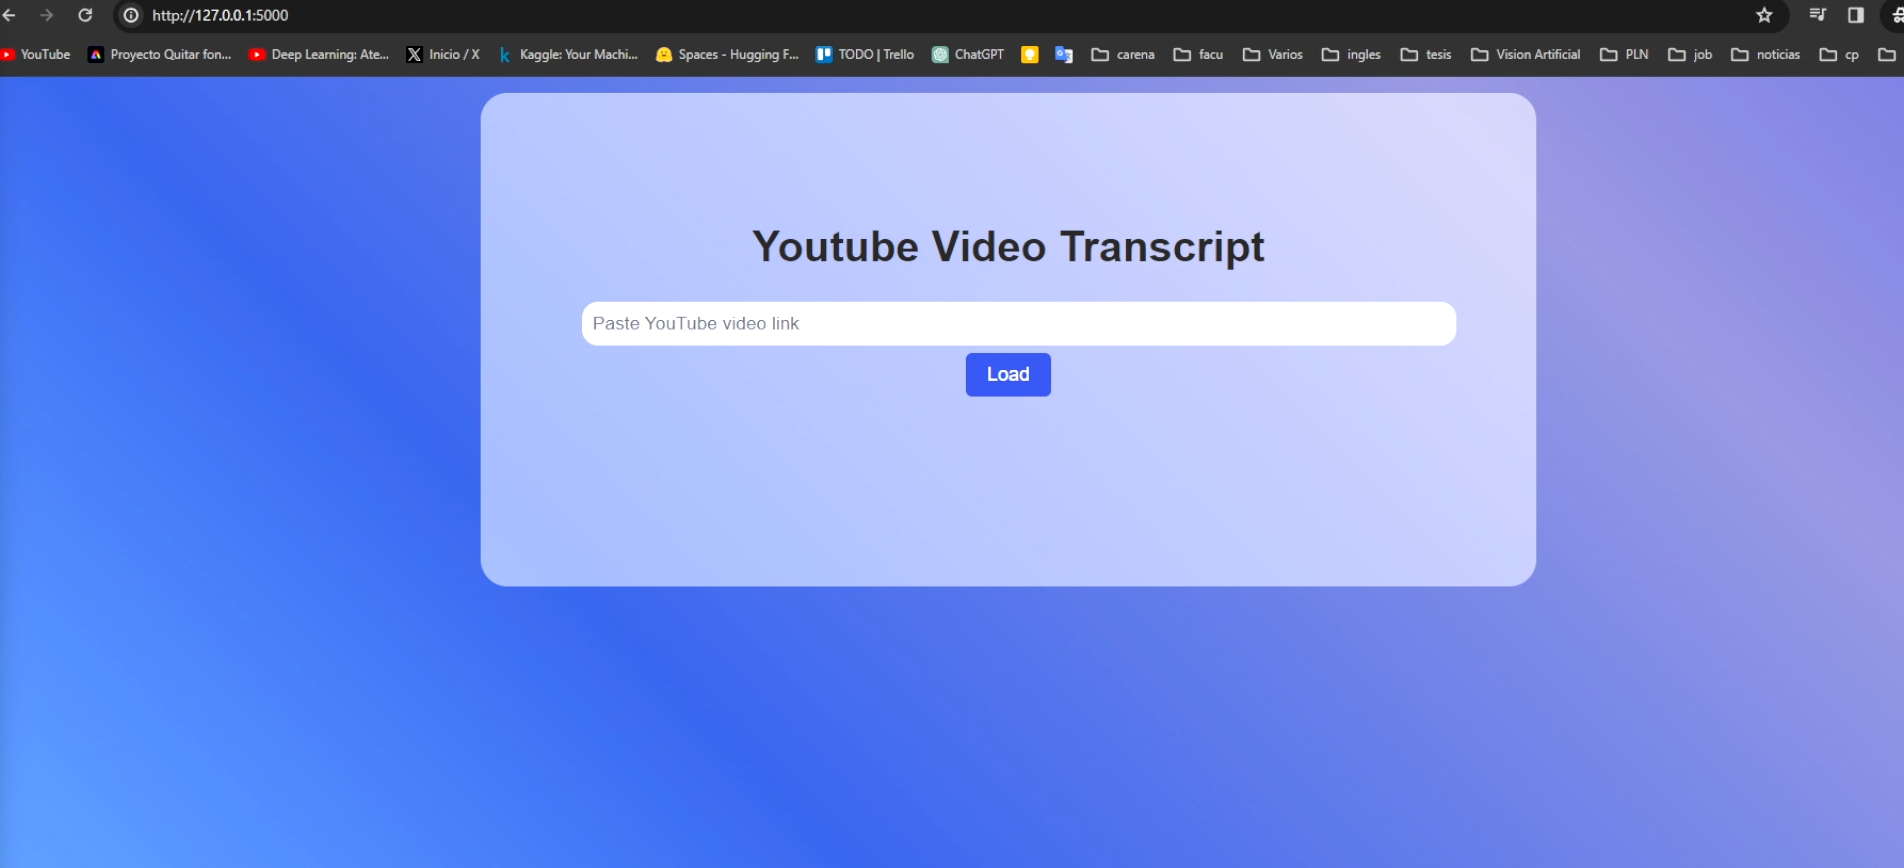 http://127.0.0.1:5000
YouTube Proyecto Quitar fon... Deep Learning: Ate... Inicio / X Kaggle: Your Machi... Spaces - Hugging F... TODO | Trello ChatGPT carena facu Varios ingles tesis Vision Artificial PLN job noticias cp
Youtube Video Transcript
Paste YouTube video link
Load